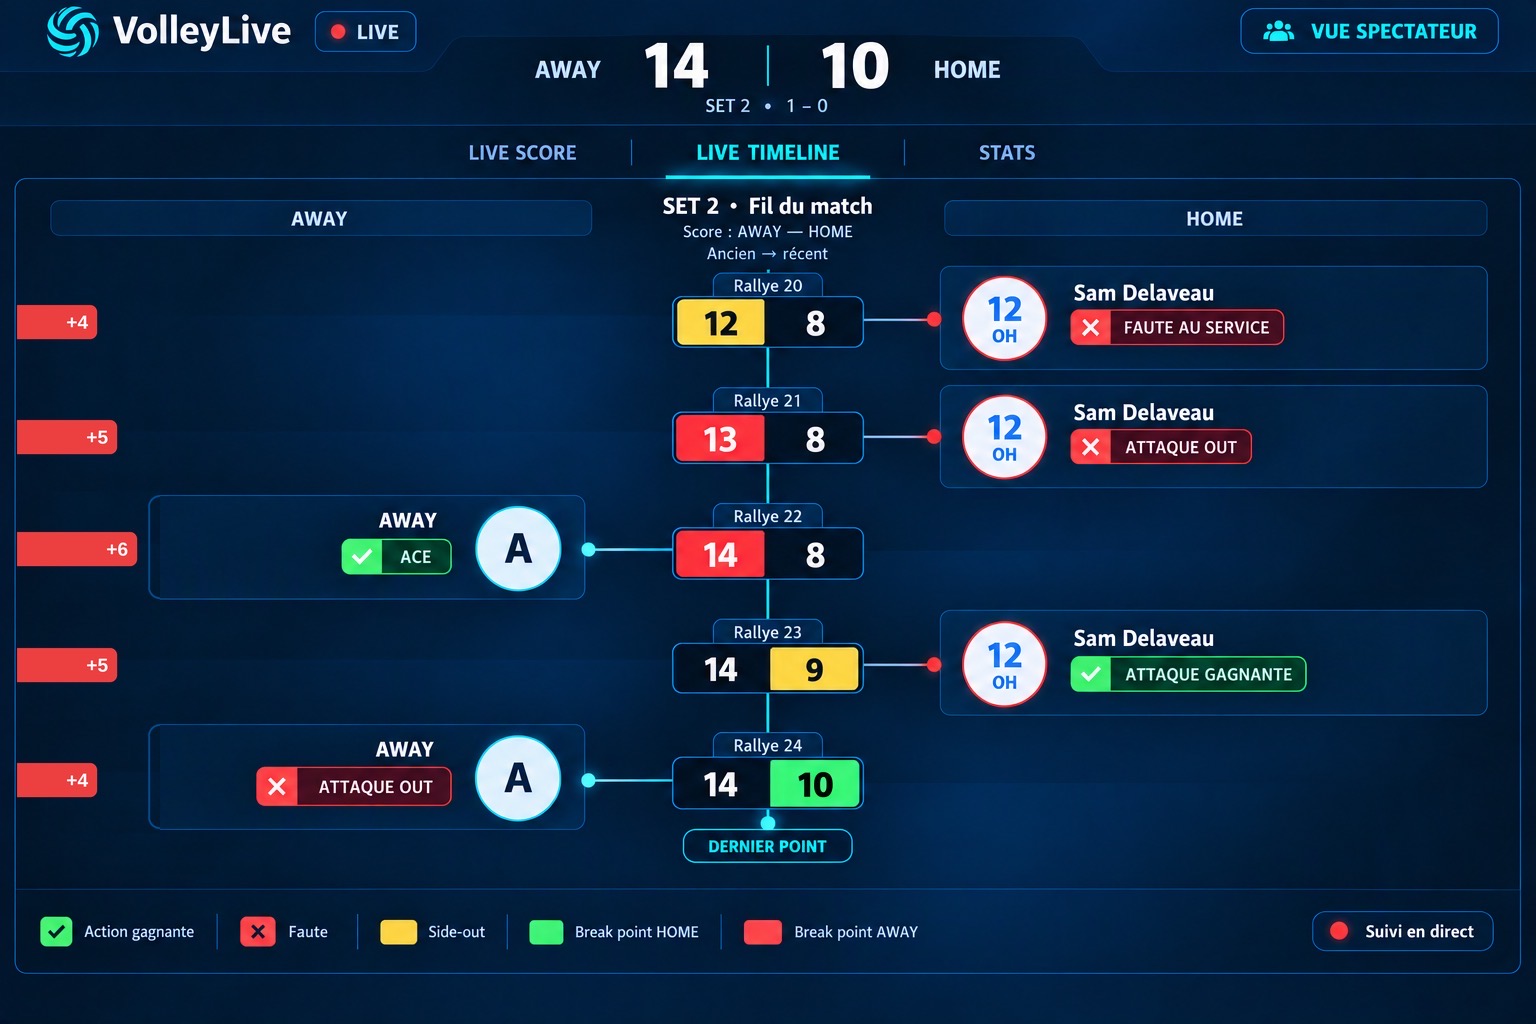 VolleyLive
LIVE
AWAY 14 10 HOME
SET 2 • 1 – 0
VUE SPECTATEUR
LIVE SCORE
LIVE TIMELINE
STATS
AWAY
SET 2 • Fil du match
Score : AWAY — HOME
Ancien → récent
HOME
Rallye 20
+4
12 8
12
OH
Sam Delaveau
FAUTE AU SERVICE
Rallye 21
+5
13 8
12
OH
Sam Delaveau
ATTAQUE OUT
Rallye 22
+6
AWAY
ACE
A
14 8
Rallye 23
+5
14 9
12
OH
Sam Delaveau
ATTAQUE GAGNANTE
Rallye 24
+4
AWAY
ATTAQUE OUT
A
14 10
DERNIER POINT
Action gagnante
Faute
Side-out
Break point HOME
Break point AWAY
Suivi en direct